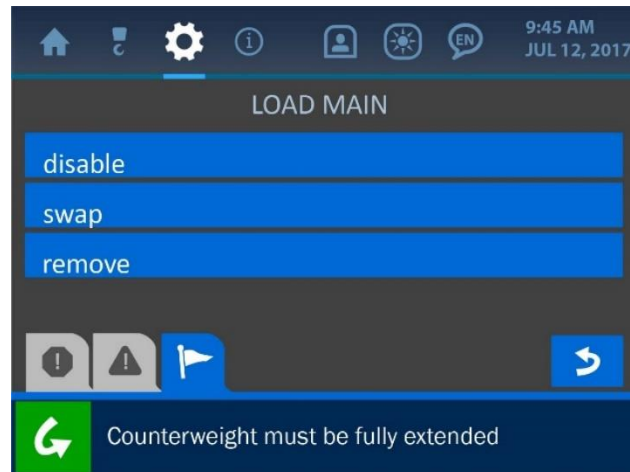 EN
9:45 AM
JUL 12, 2017
LOAD MAIN
disable
swap
remove
Counterweight must be fully extended